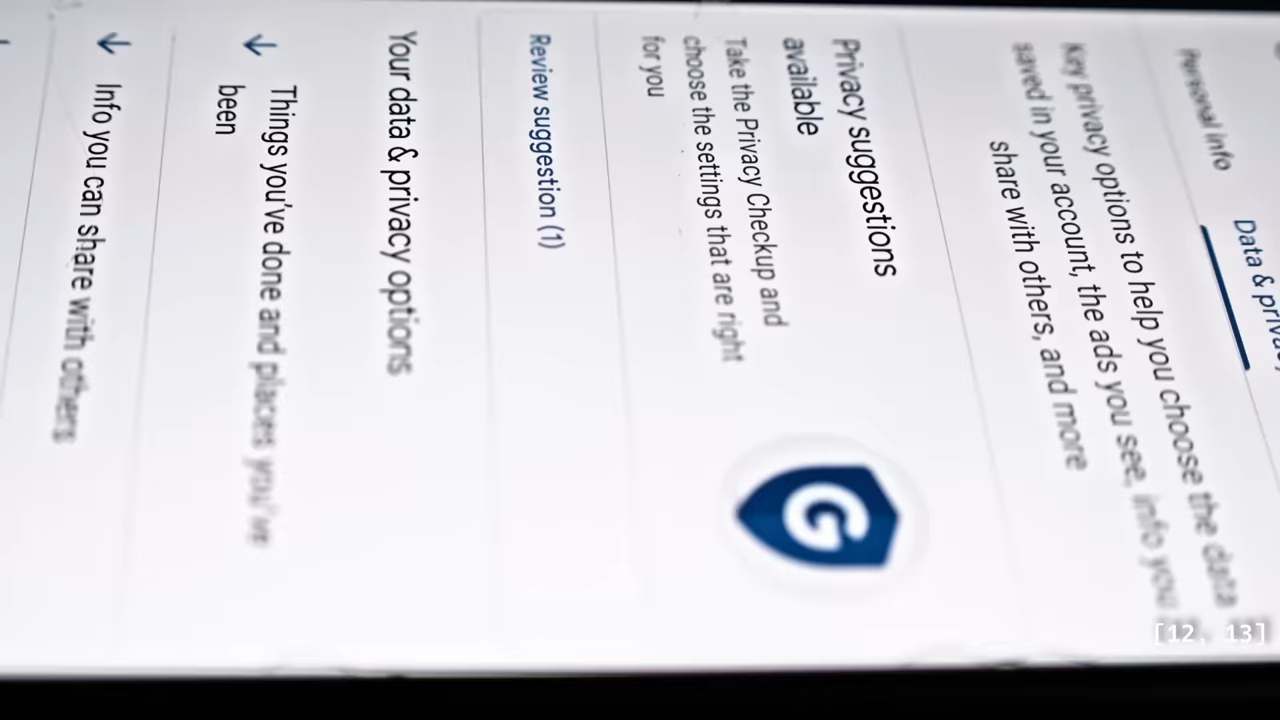 Personal info
Data & privacy
Key privacy options to help you choose the data
saved in your account, the ads you see, info you
share with others, and more
Privacy suggestions
available
Take the Privacy Checkup and
choose the settings that are right
for you
G
Review suggestion (1)
Your data & privacy options
Things you've done and places you've
been
Info you can share with others
[12, 13]